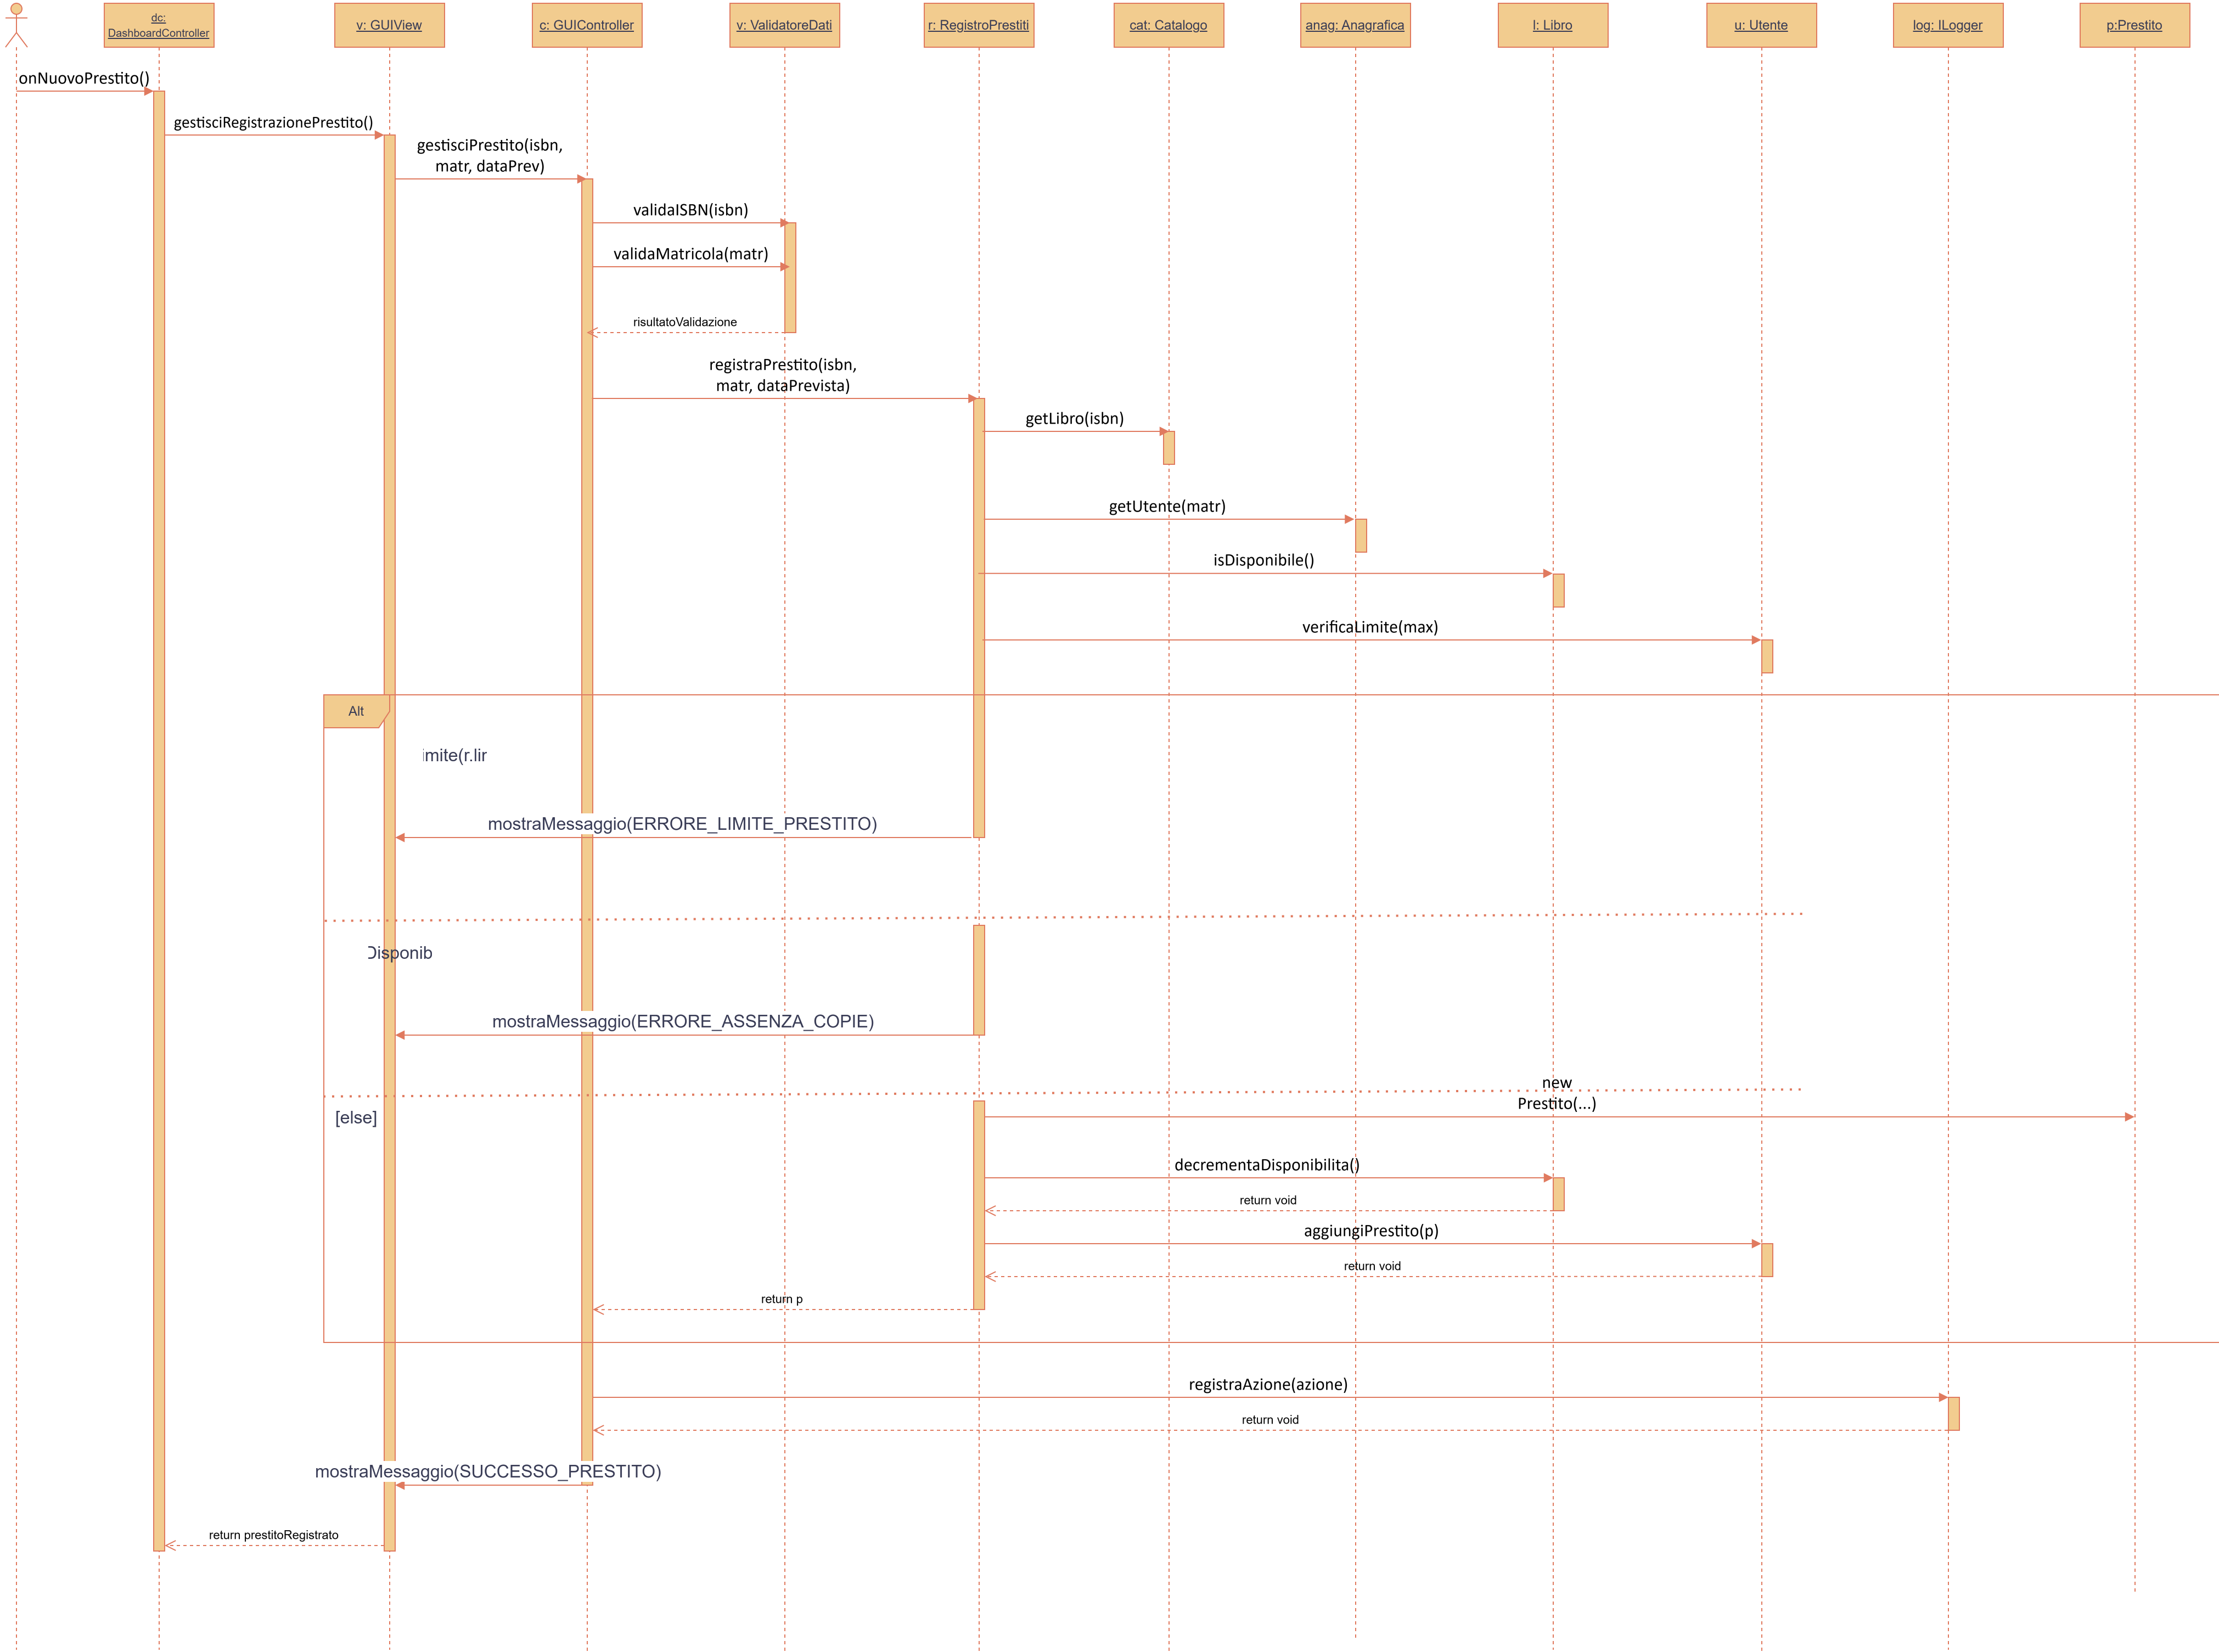 dc:
DashboardController
v: GUIView
c: GUIController
v: ValidatoreDati
r: RegistroPrestiti
cat: Catalogo
anag: Anagrafica
l: Libro
u: Utente
log: ILogger
p:Prestito
onNuovoPrestito()
gestisciRegistrazionePrestito()
gestisciPrestito(isbn,
matr, dataPrev)
validaISBN(isbn)
validaMatricola(matr)
risultatoValidazione
registraPrestito(isbn,
matr, dataPrevista)
getLibro(isbn)
getUtente(matr)
isDisponibile()
verificaLimite(max)
Alt
imite(r.lir
mostraMessaggio(ERRORE_LIMITE_PRESTITO)
Disponib
mostraMessaggio(ERRORE_ASSENZA_COPIE)
new
Prestito(...)
[else]
decrementaDisponibilita()
return void
aggiungiPrestito(p)
return void
return p
registraAzione(azione)
return void
mostraMessaggio(SUCCESSO_PRESTITO)
return prestitoRegistrato